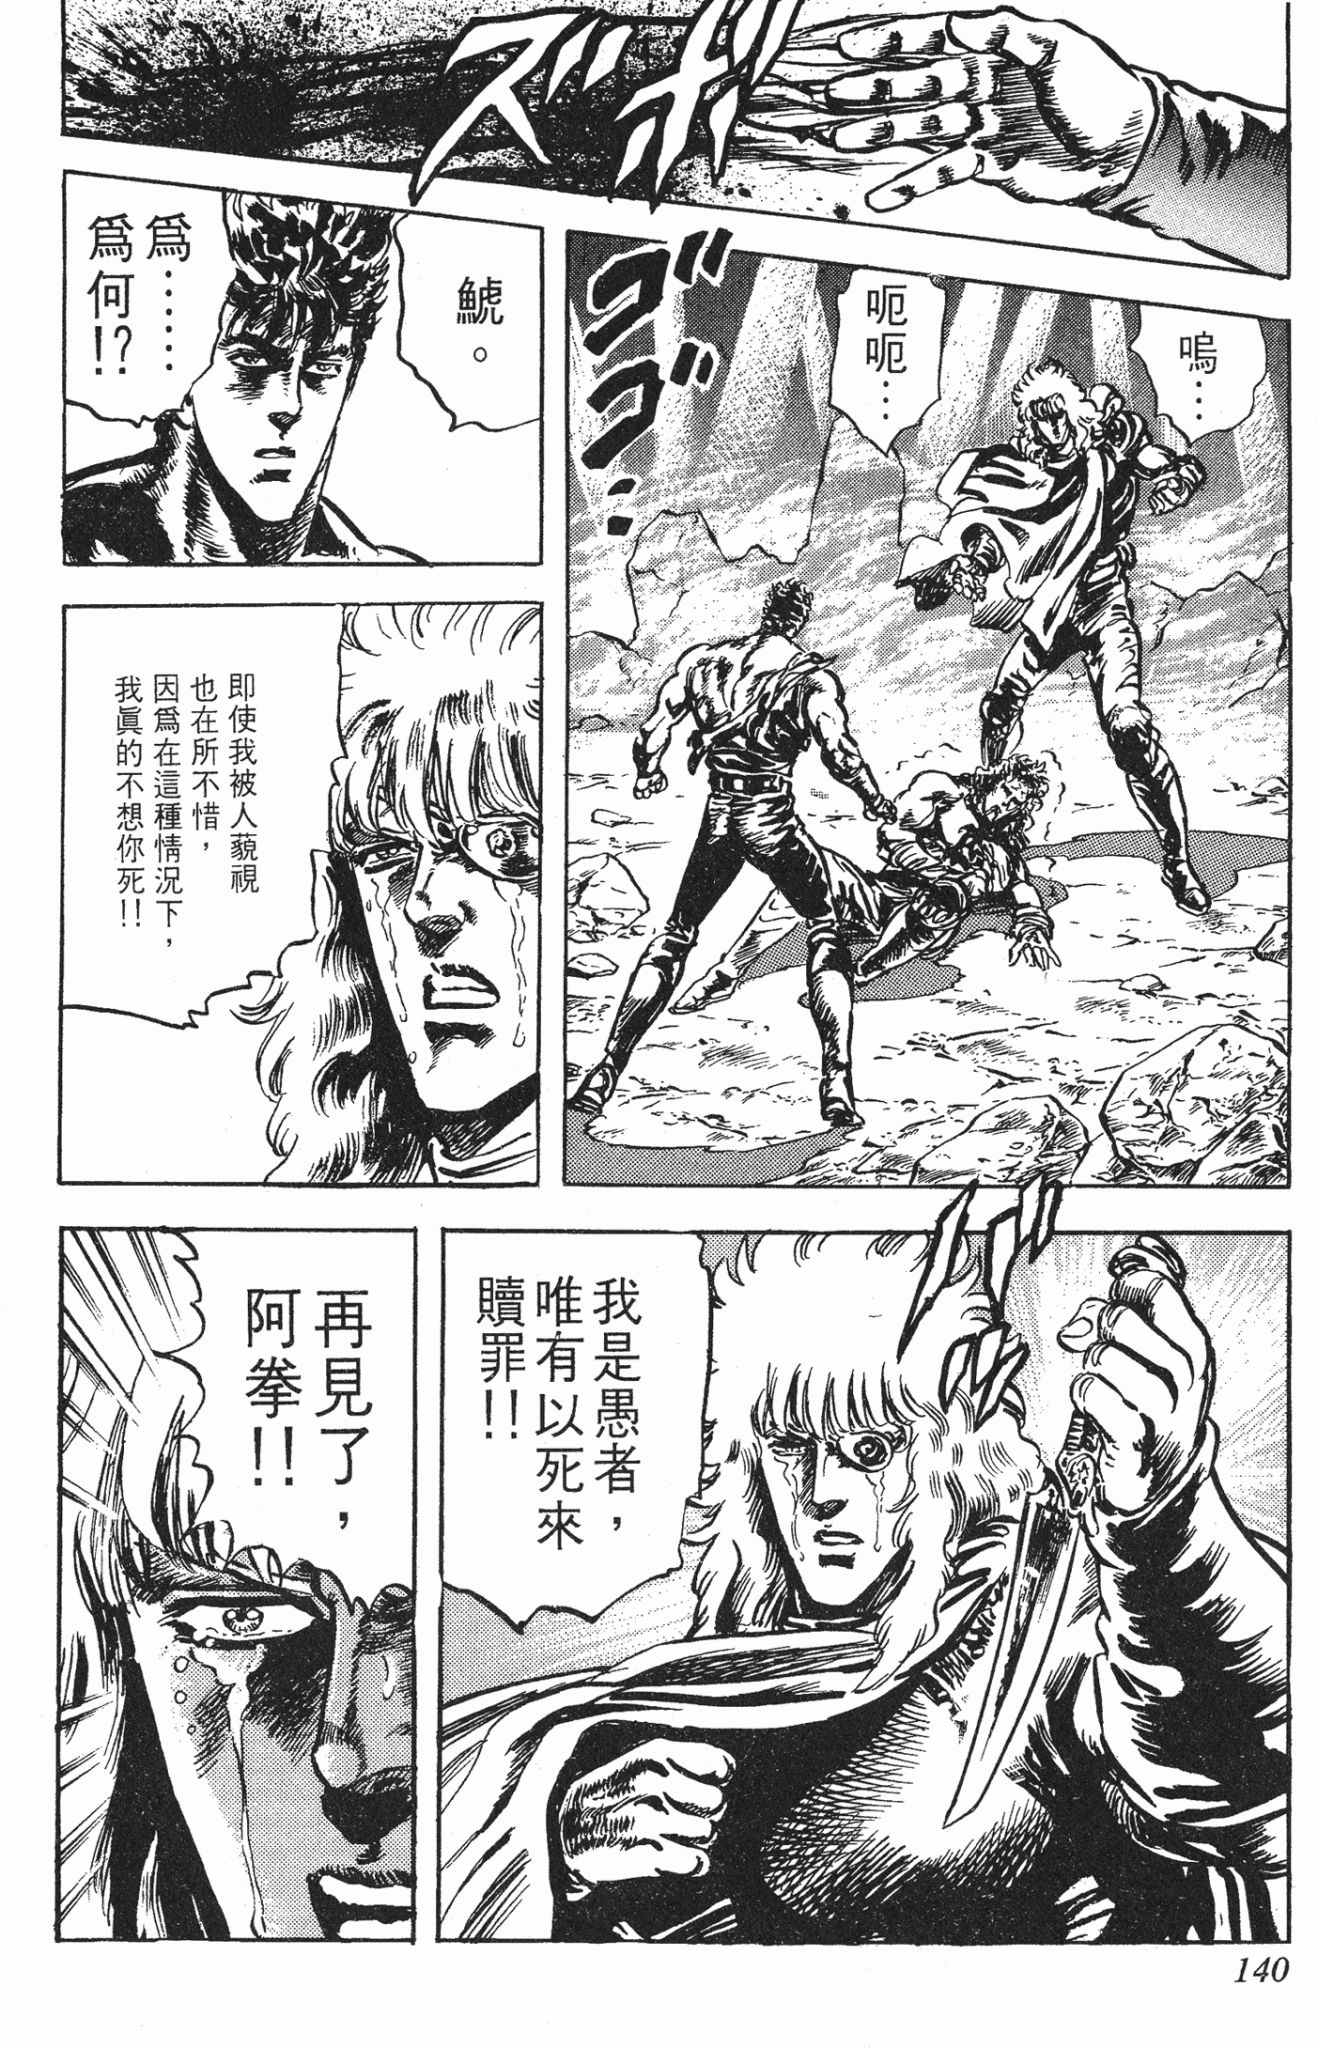 ズボッ
嗚…
呃呃…
ゴゴ…
鯱。
為……
為何!?
即使我被人藐視
也在所不惜，
因為在這種情況下，
我真的不想你死!!
我是愚者，
唯有以死來
贖罪!!
再見了，
阿拳!!
140